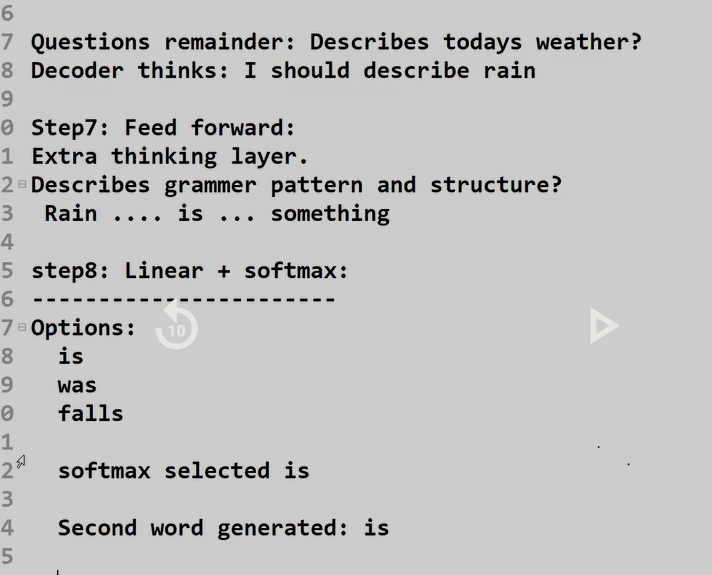 6
7 Questions remainder: Describes todays weather?
8 Decoder thinks: I should describe rain
9
0 Step7: Feed forward:
1 Extra thinking layer.
2 Describes grammer pattern and structure?
3 Rain .... is ... something
4
5 step8: Linear + softmax:
6 -----------------------
7 Options:
10
8 is
9 was
0 falls
1
2 softmax selected is
3
4 Second word generated: is
5